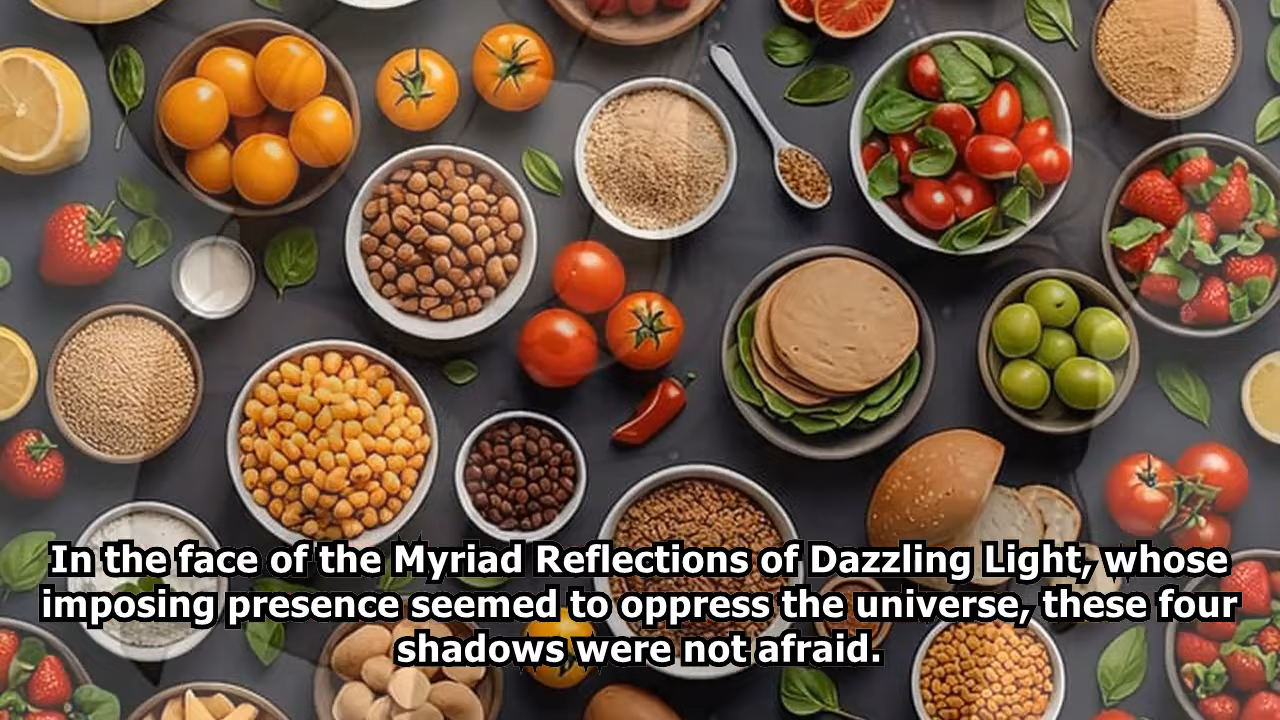 In the face of the Myriad Reflections of Dazzling Light, whose
imposing presence seemed to oppress the universe, these four
shadows were not afraid.